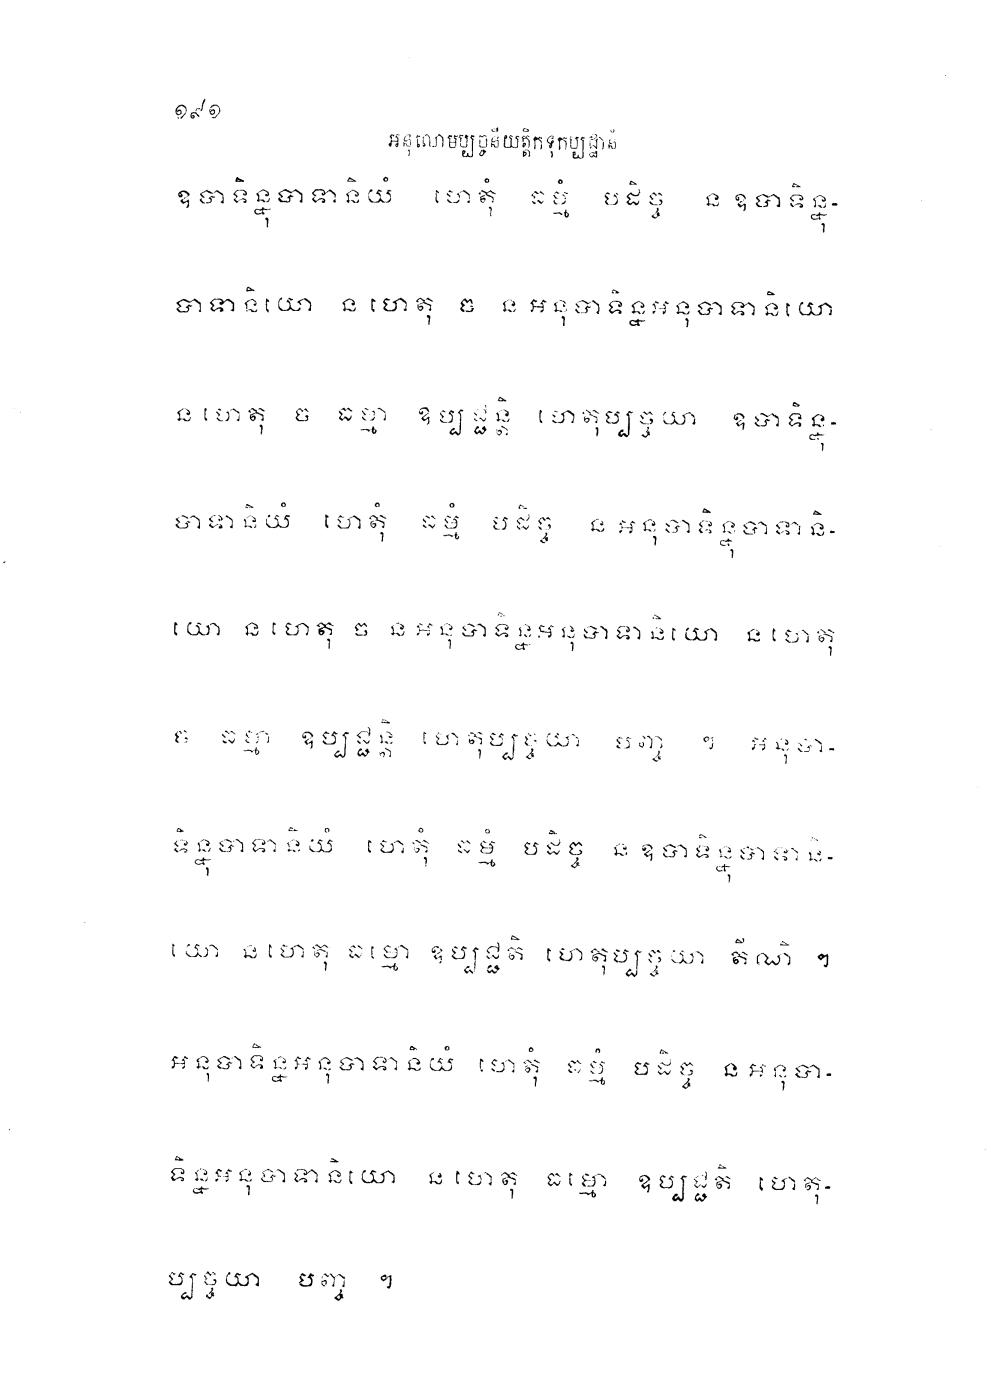 ១៩១
អនុលោមប្បច្ចនីយត្តិកទុកប្បដ្ឋានំ
ឧបាទិន្នុបាទានិយំ ហេតុំ ធម្មំ បដិច្ច ន ឧបាទិន្នុ-
បាទានិយោ ន ហេតុ ច ន អនុបាទិន្នអនុបាទានិយោ
ន ហេតុ ច ធម្មា ឧប្បជ្ជន្តិ ហេតុប្បច្ចយា ឧបាទិន្នុ-
បាទានិយំ ហេតុំ ធម្មំ បដិច្ច ន អនុបាទិន្នុបាទានិ-
យោ ន ហេតុ ច ន អនុបាទិន្នអនុបាទានិយោ ន ហេតុ
ច ធម្មា ឧប្បជ្ជន្តិ ហេតុប្បច្ចយា បញ្ច ។ អនុបា-
ទិន្នុបាទានិយំ ហេតុំ ធម្មំ បដិច្ច ន ឧបាទិន្នុបាទានិ-
យោ ន ហេតុ ធម្មោ ឧប្បជ្ជតិ ហេតុប្បច្ចយា តីណិ ។
អនុបាទិន្នអនុបាទានិយំ ហេតុំ ធម្មំ បដិច្ច ន អនុបា-
ទិន្នអនុបាទានិយោ ន ហេតុ ធម្មោ ឧប្បជ្ជតិ ហេតុ-
ប្បច្ចយា បញ្ច ។